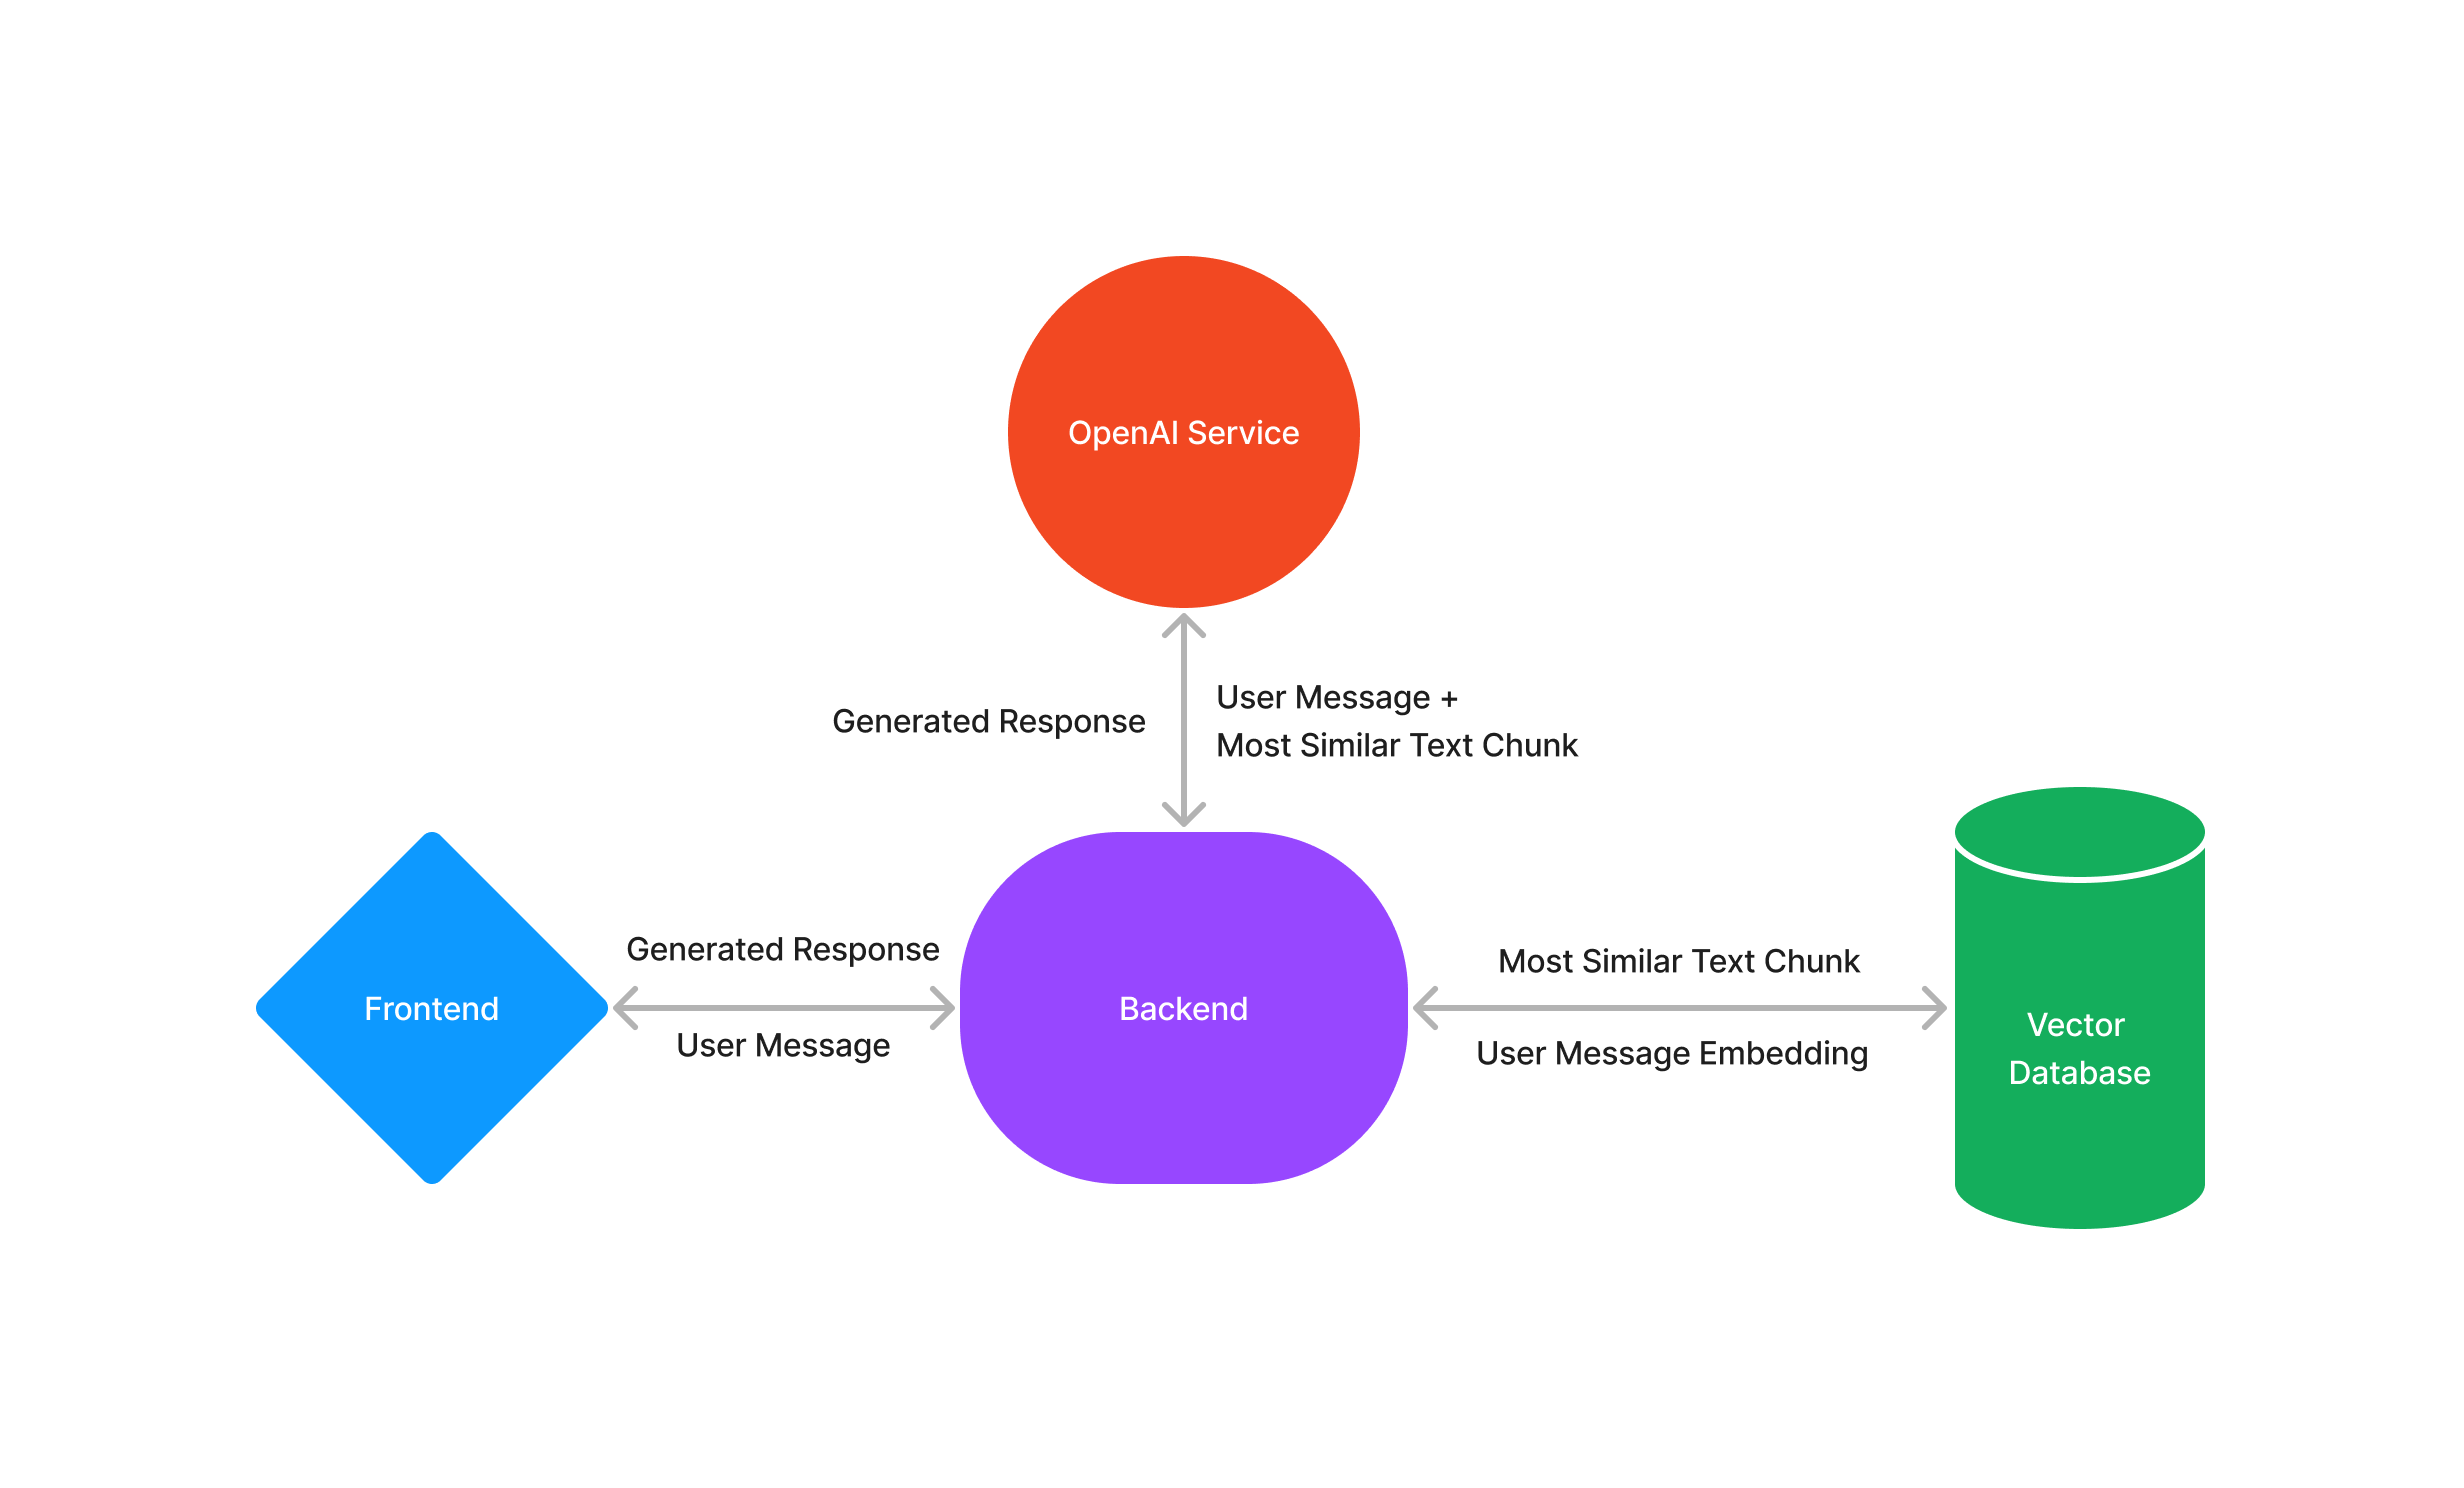 OpenAI Service
Generated Response
User Message +
Most Similar Text Chunk
Generated Response
Most Similar Text Chunk
Frontend
Backend
User Message
User Message Embedding
Vector
Database